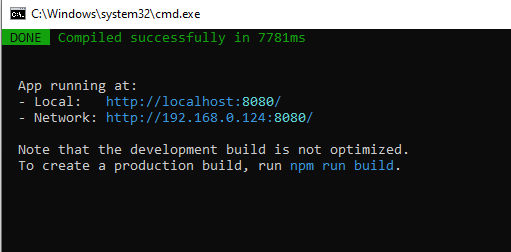 C:\Windows\system32\cmd.exe
DONE Compiled successfully in 7781ms
App running at:
- Local: http://localhost:8080/
- Network: http://192.168.0.124:8080/
Note that the development build is not optimized.
To create a production build, run npm run build.